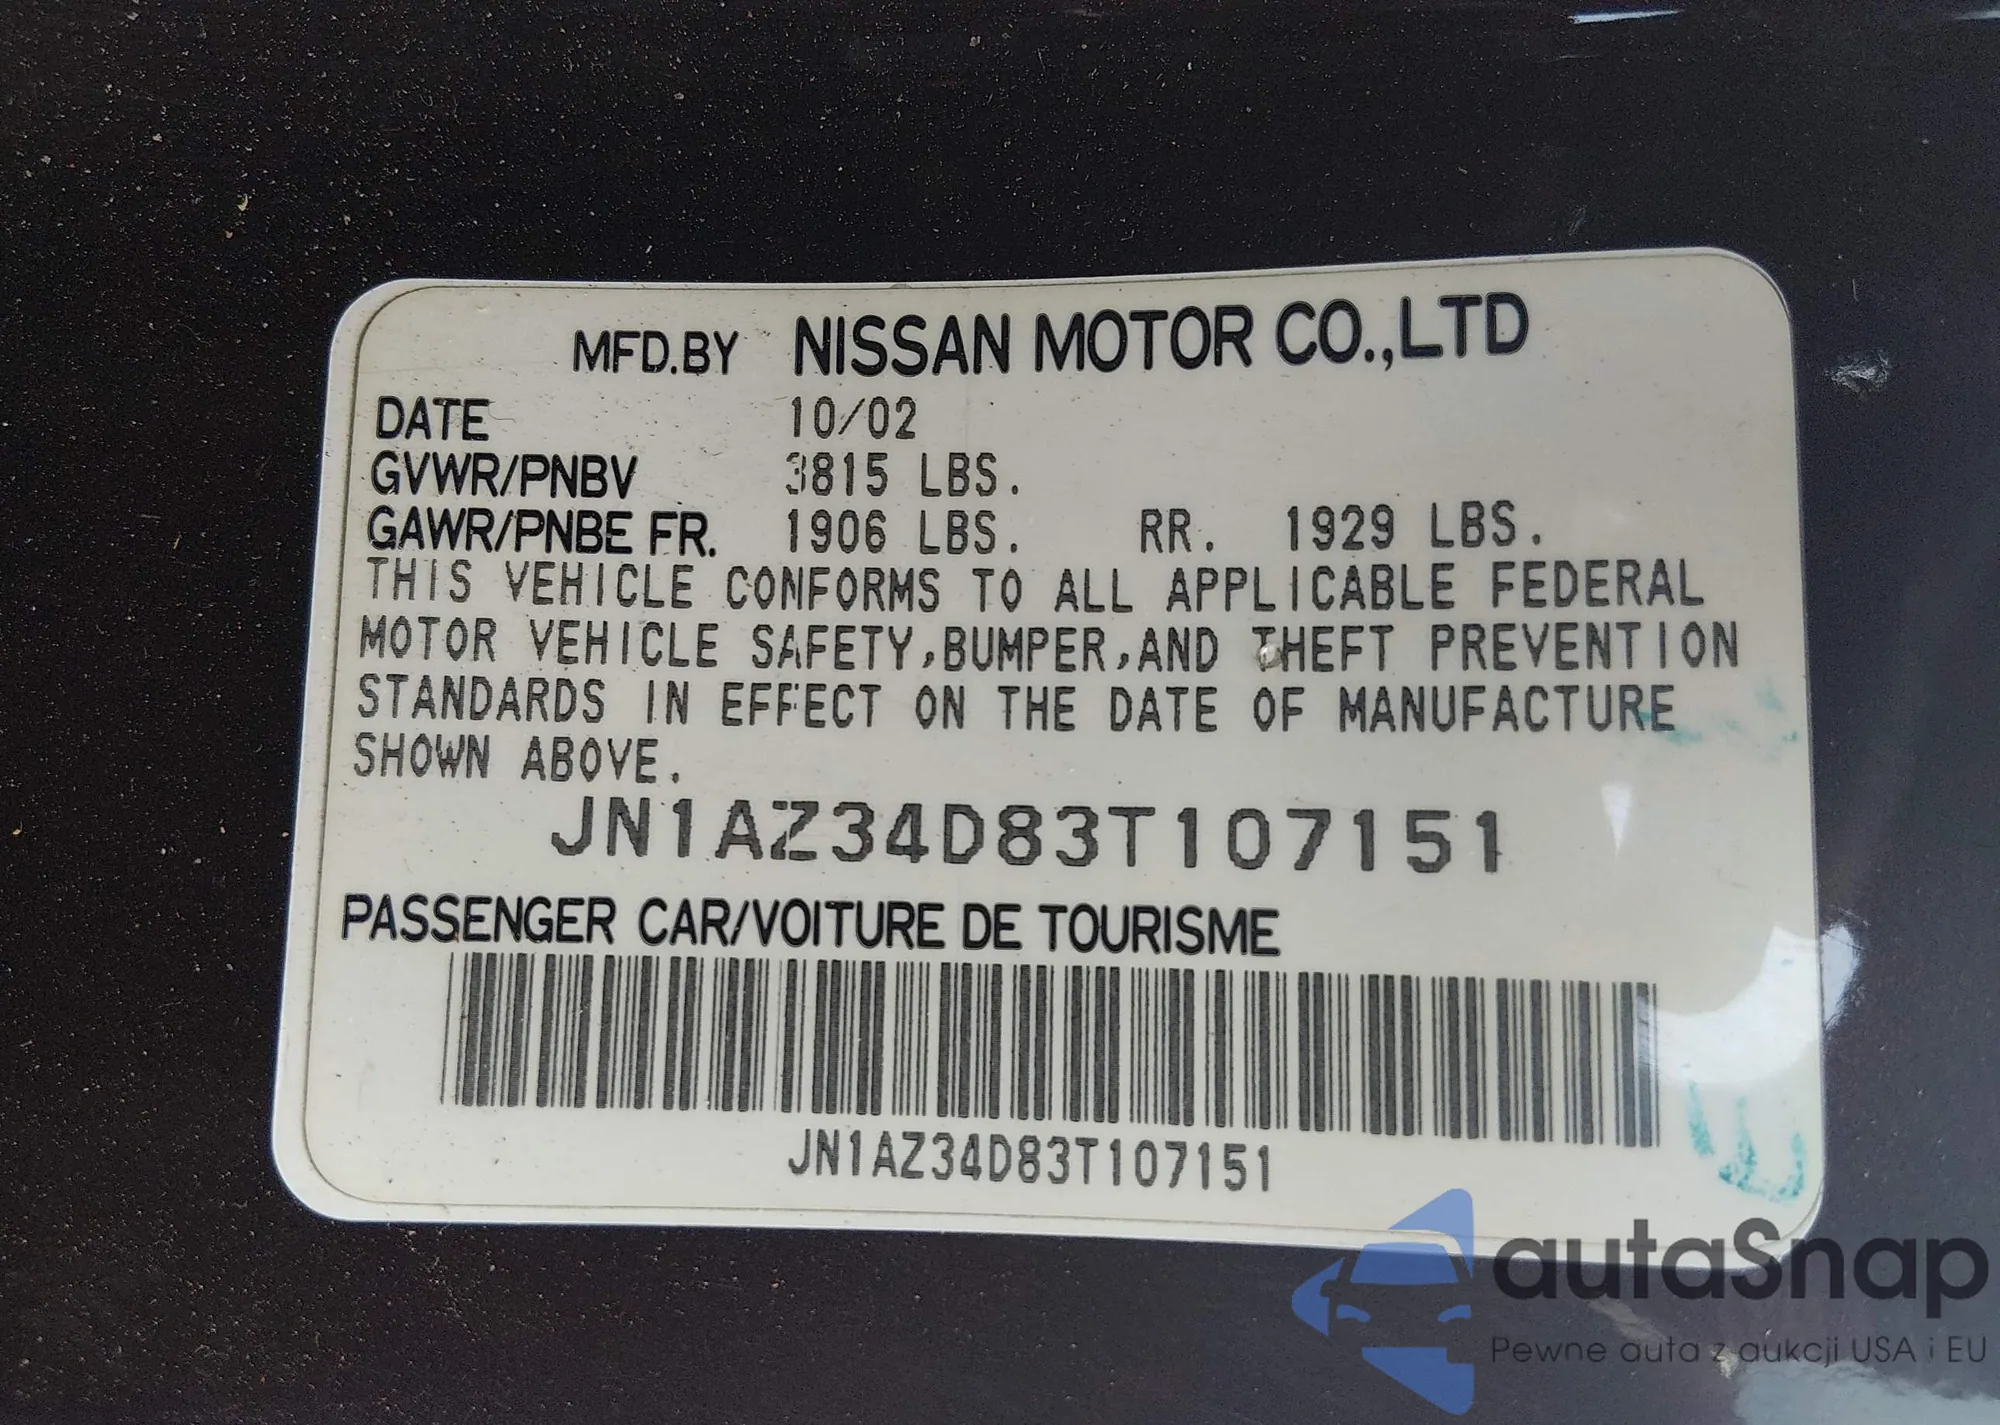 MFD.BY NISSAN MOTOR CO.,LTD
DATE 10/02
GVWR/PNBV 3815 LBS.
GAWR/PNBE FR. 1906 LBS. RR. 1929 LBS.
THIS VEHICLE CONFORMS TO ALL APPLICABLE FEDERAL
MOTOR VEHICLE SAFETY,BUMPER,AND THEFT PREVENTION
STANDARDS IN EFFECT ON THE DATE OF MANUFACTURE
SHOWN ABOVE.
JN1AZ34D83T107151
PASSENGER CAR/VOITURE DE TOURISME
JN1AZ34D83T107151
autaSnap
Pewne auta z aukcji USA i EU